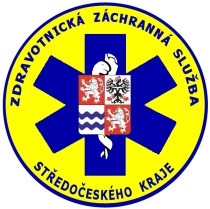 ZDRAVOTNICKÁ ZÁCHRANNÁ SLUŽBA
STŘEDOČESKÉHO KRAJE